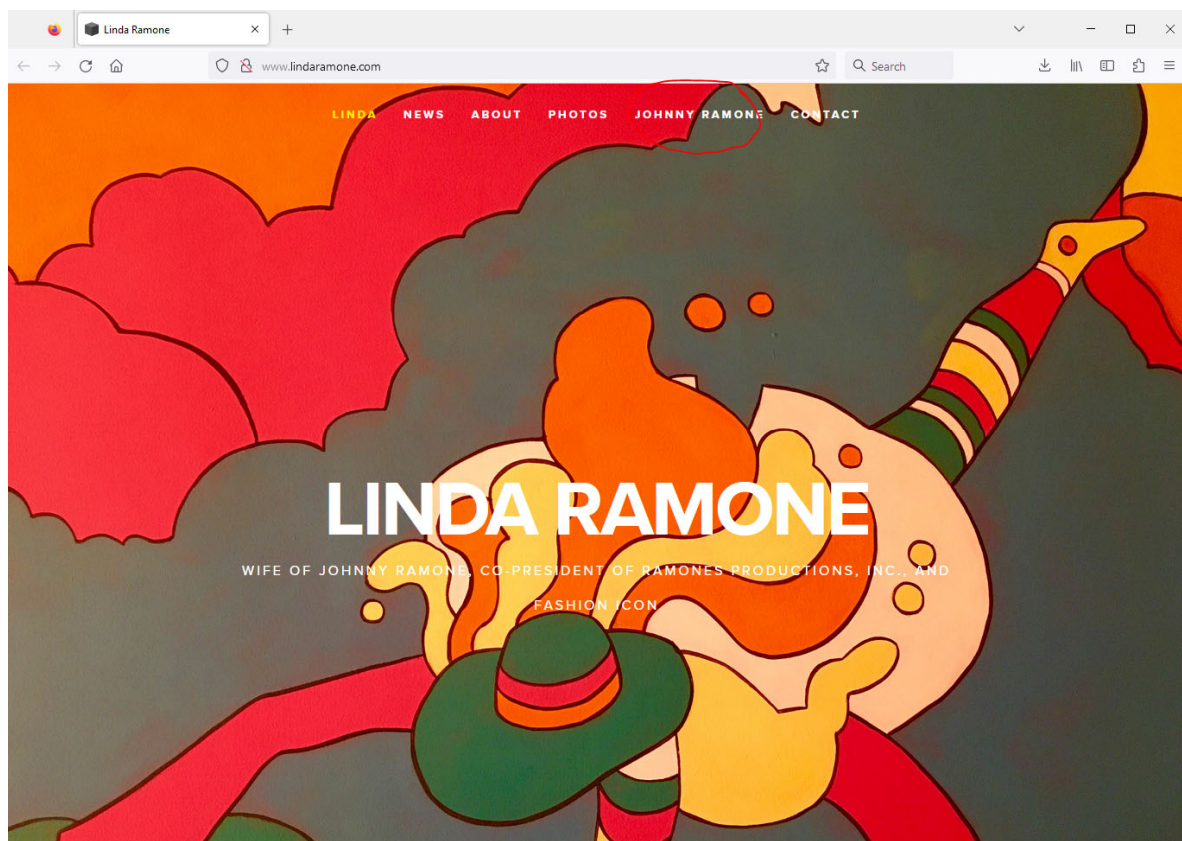 Linda Ramone
www.lindaramone.com
Search
LINDA NEWS ABOUT PHOTOS JOHNNY RAMONE CONTACT
LINDA RAMONE
WIFE OF JOHNNY RAMONE, CO-PRESIDENT OF RAMONES PRODUCTIONS, INC., AND
FASHION ICON